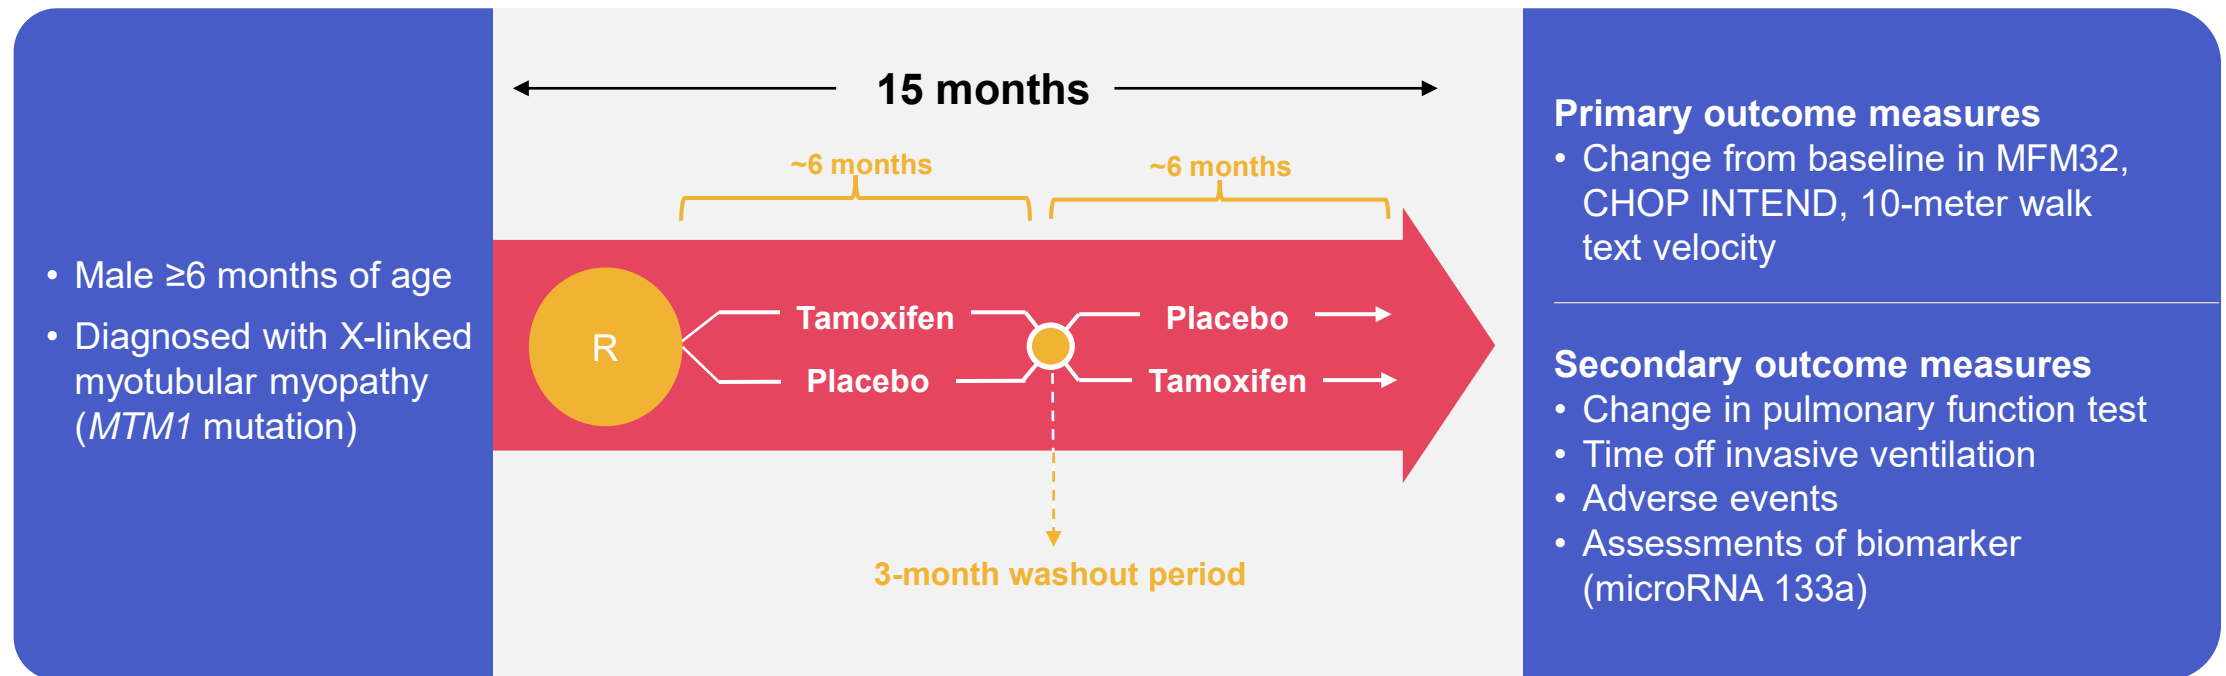 • Male ≥6 months of age
• Diagnosed with X-linked
myotubular myopathy
(MTM1 mutation)
15 months
~6 months
~6 months
R
Tamoxifen
Placebo
Placebo
Tamoxifen
3-month washout period
Primary outcome measures
• Change from baseline in MFM32,
CHOP INTEND, 10-meter walk
text velocity
Secondary outcome measures
• Change in pulmonary function test
• Time off invasive ventilation
• Adverse events
• Assessments of biomarker
(microRNA 133a)